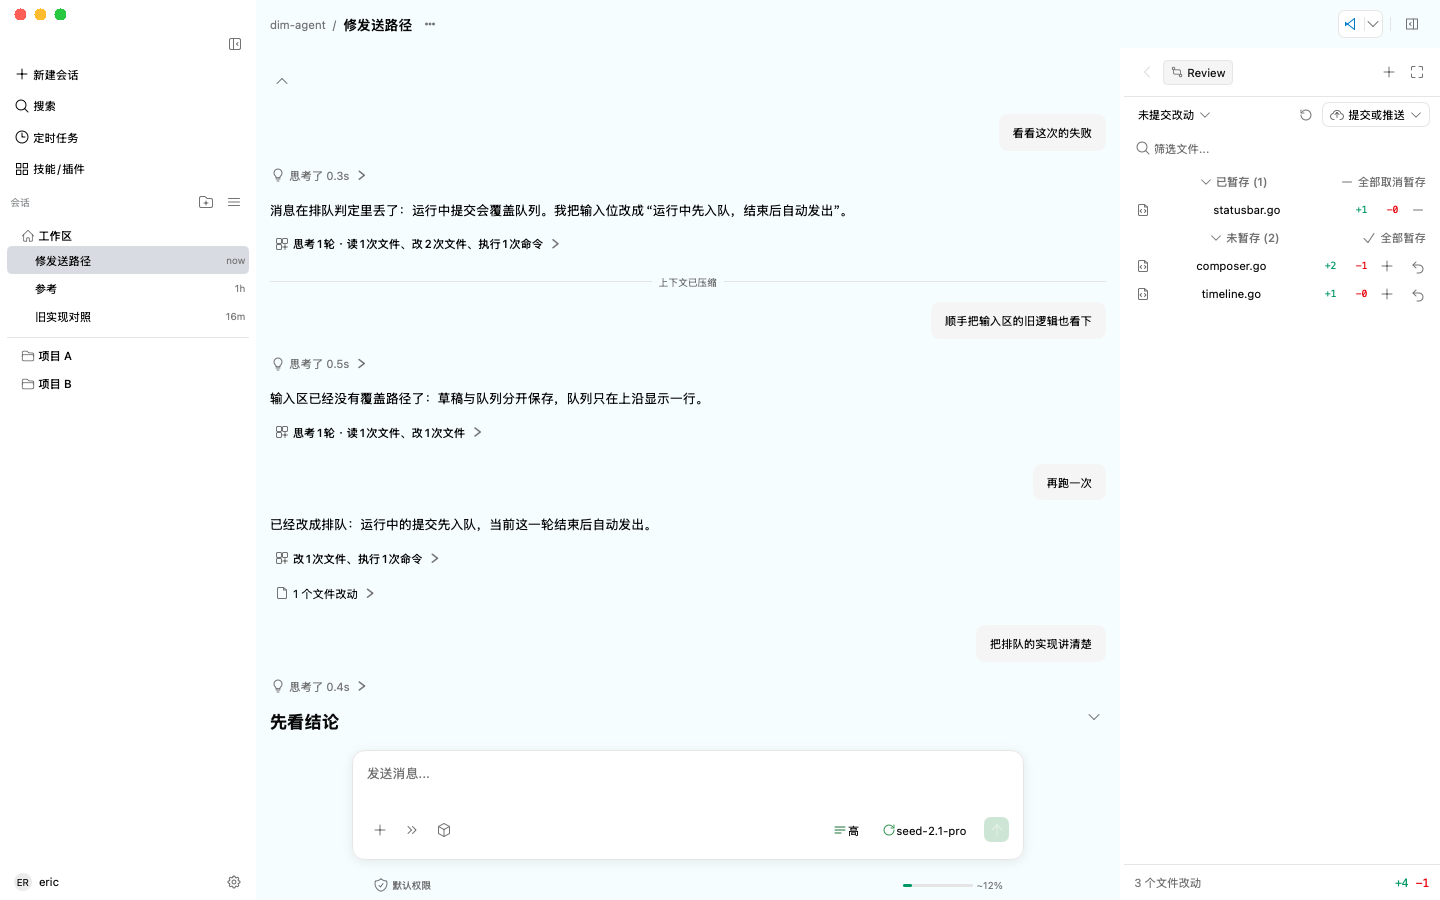 新建会话
搜索
定时任务
技能/插件
会话
工作区
修发送路径 now
参考 1h
旧实现对照 16m
项目 A
项目 B
ER eric
dim-agent / 修发送路径
看看这次的失败
思考了 0.3s
消息在排队判定里丢了：运行中提交会覆盖队列。我把输入位改成“运行中先入队，结束后自动发出”。
思考1轮 · 读1次文件、改2次文件、执行1次命令
上下文已压缩
顺手把输入区的旧逻辑也看下
思考了 0.5s
输入区已经没有覆盖路径了：草稿与队列分开保存，队列只在上沿显示一行。
思考1轮 · 读1次文件、改1次文件
再跑一次
已经改成排队：运行中的提交先入队，当前这一轮结束后自动发出。
改1次文件、执行1次命令
1 个文件改动
把排队的实现讲清楚
思考了 0.4s
先看结论
发送消息...
高
seed-2.1-pro
默认权限
~12%
Review
未提交改动
提交或推送
筛选文件...
已暂存 (1) 全部取消暂存
statusbar.go +1 -0
未暂存 (2) 全部暂存
composer.go +2 -1
timeline.go +1 -0
3 个文件改动 +4 -1